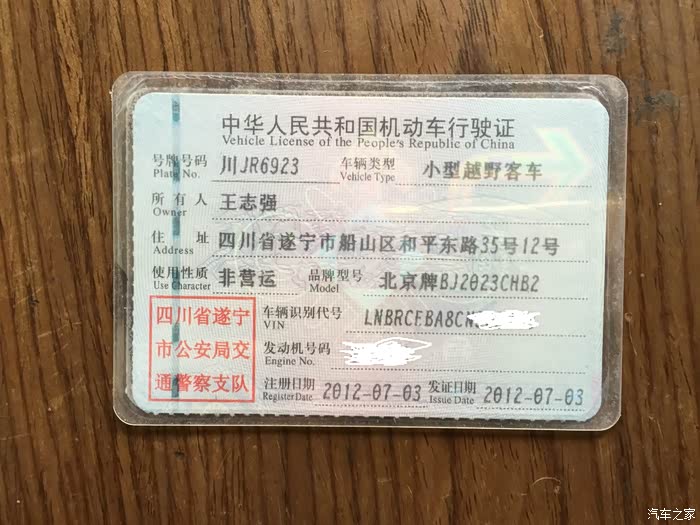 中华人民共和国机动车行驶证
Vehicle License of the People's Republic of China
号牌号码 川JR6923 车辆类型 小型越野客车
Plate No. Vehicle Type
所有人 王志强
Owner
住址 四川省遂宁市船山区和平东路35号12号
Address
使用性质 非营运 品牌型号 北京牌BJ2023CHB2
Use Character Model
四川省遂宁 车辆识别代号 LNBRCFBA8CN
VIN
市公安局交 发动机号码
Engine No.
通警察支队 注册日期 2012-07-03 发证日期 2012-07-03
Register Date Issue Date
汽车之家